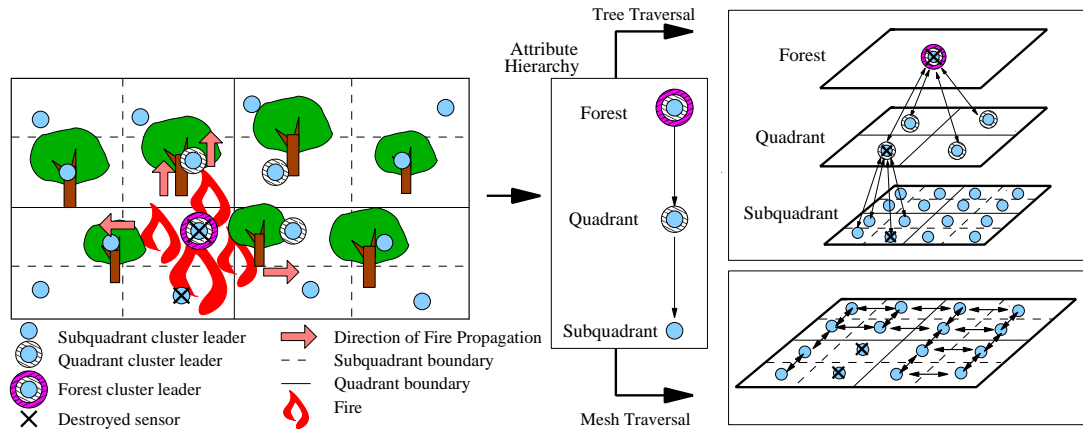 Tree Traversal
Attribute
Hierarchy
Forest
Quadrant
Subquadrant
Mesh Traversal
Forest
Quadrant
Subquadrant
Subquadrant cluster leader
Quadrant cluster leader
Forest cluster leader
Destroyed sensor
Direction of Fire Propagation
Subquadrant boundary
Quadrant boundary
Fire